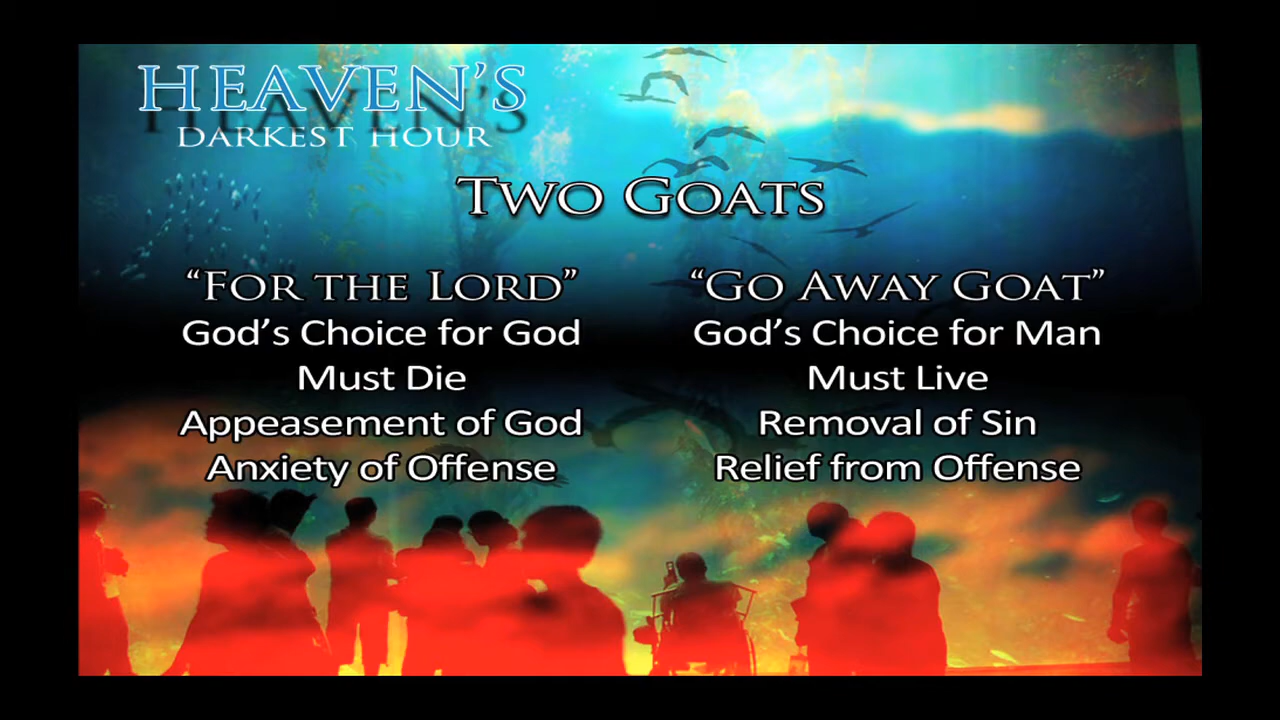 HEAVEN'S
DARKEST HOUR
TWO GOATS
“FOR THE LORD”
God's Choice for God
Must Die
Appeasement of God
Anxiety of Offense
“GO AWAY GOAT”
God's Choice for Man
Must Live
Removal of Sin
Relief from Offense